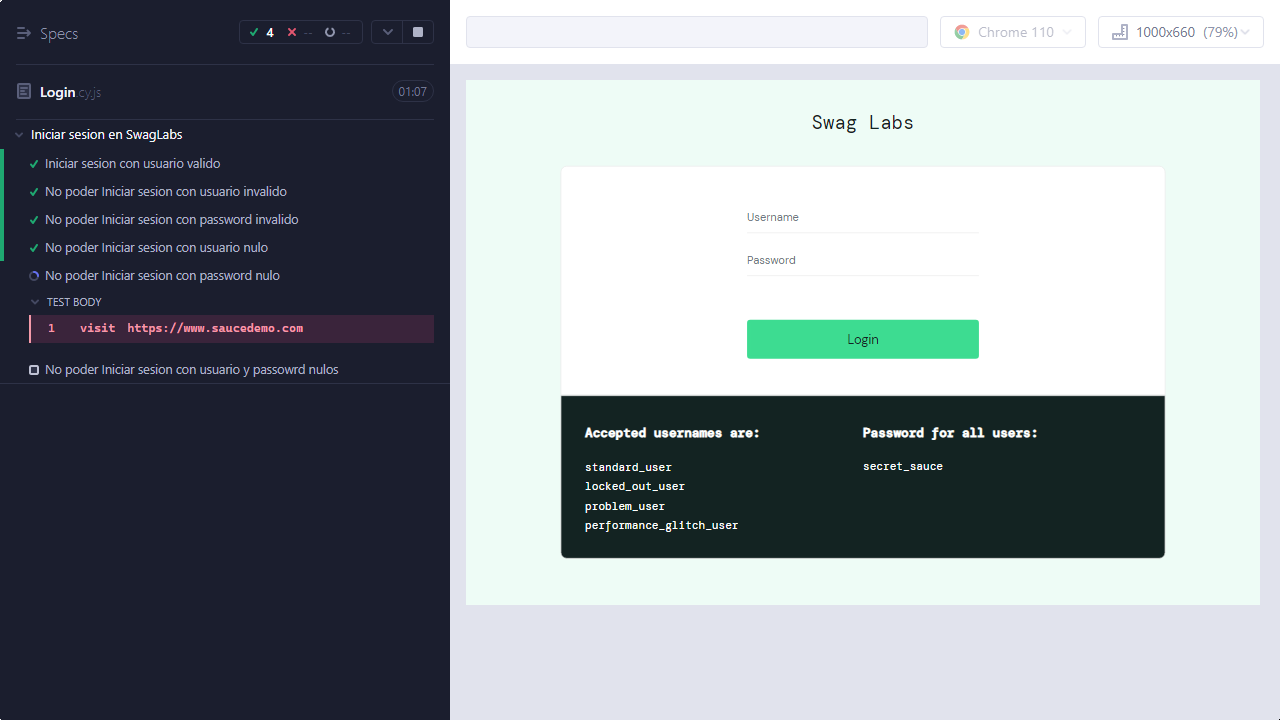 Specs
4 -- --
Login.cy.js 01:07
Iniciar sesion en SwagLabs
Iniciar sesion con usuario valido
No poder Iniciar sesion con usuario invalido
No poder Iniciar sesion con password invalido
No poder Iniciar sesion con usuario nulo
No poder Iniciar sesion con password nulo
TEST BODY
1 visit https://www.saucedemo.com
No poder Iniciar sesion con usuario y passowrd nulos
Chrome 110
1000x660 (79%)
Swag Labs
Username
Password
Login
Accepted usernames are:
standard_user
locked_out_user
problem_user
performance_glitch_user
Password for all users:
secret_sauce